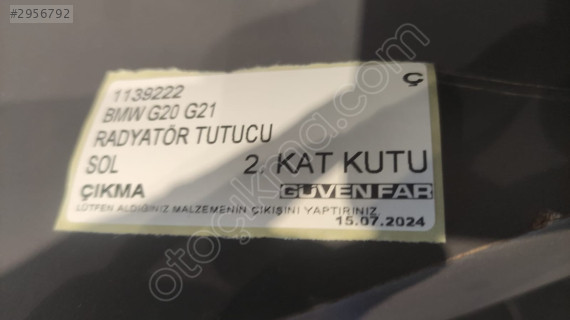 #2956792
1139222
Ç
BMW G20 G21
RADYATÖR TUTUCU
SOL 2. KAT KUTU
ÇIKMA GÜVEN FAR
LÜTFEN ALDIĞINIZ MALZEMENİN ÇIKIŞINI YAPTIRINIZ
15.07.2024
otoçıkma.com